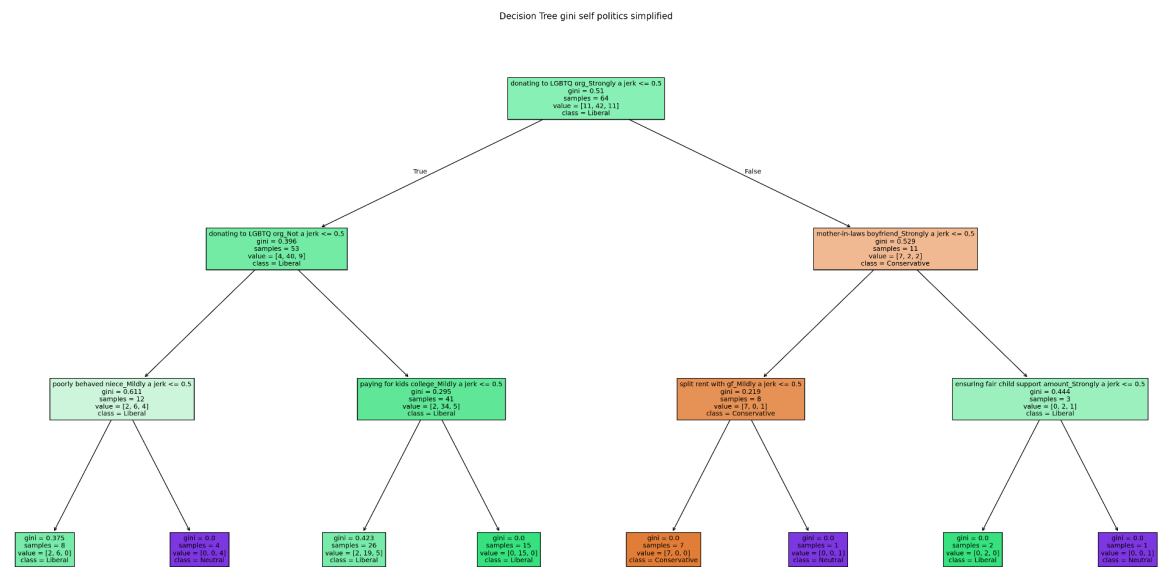 Decision Tree gini self politics simplified
donating to LGBTQ org_Strongly a jerk <= 0.5
gini = 0.51
samples = 64
value = [11, 42, 11]
class = Liberal
True
False
donating to LGBTQ org_Not a jerk <= 0.5
gini = 0.396
samples = 53
value = [4, 40, 9]
class = Liberal
mother-in-laws boyfriend_Strongly a jerk <= 0.5
gini = 0.529
samples = 11
value = [7, 2, 2]
class = Conservative
poorly behaved niece_Mildly a jerk <= 0.5
gini = 0.611
samples = 12
value = [2, 6, 4]
class = Liberal
paying for kids college_Mildly a jerk <= 0.5
gini = 0.295
samples = 41
value = [2, 34, 5]
class = Liberal
split rent with gf_Mildly a jerk <= 0.5
gini = 0.219
samples = 8
value = [7, 0, 1]
class = Conservative
ensuring fair child support amount_Strongly a jerk <= 0.5
gini = 0.444
samples = 3
value = [0, 2, 1]
class = Liberal
gini = 0.375
samples = 8
value = [2, 6, 0]
class = Liberal
gini = 0.0
samples = 4
value = [0, 0, 4]
class = Neutral
gini = 0.423
samples = 26
value = [2, 19, 5]
class = Liberal
gini = 0.0
samples = 15
value = [0, 15, 0]
class = Liberal
gini = 0.0
samples = 7
value = [7, 0, 0]
class = Conservative
gini = 0.0
samples = 1
value = [0, 0, 1]
class = Neutral
gini = 0.0
samples = 2
value = [0, 2, 0]
class = Liberal
gini = 0.0
samples = 1
value = [0, 0, 1]
class = Neutral